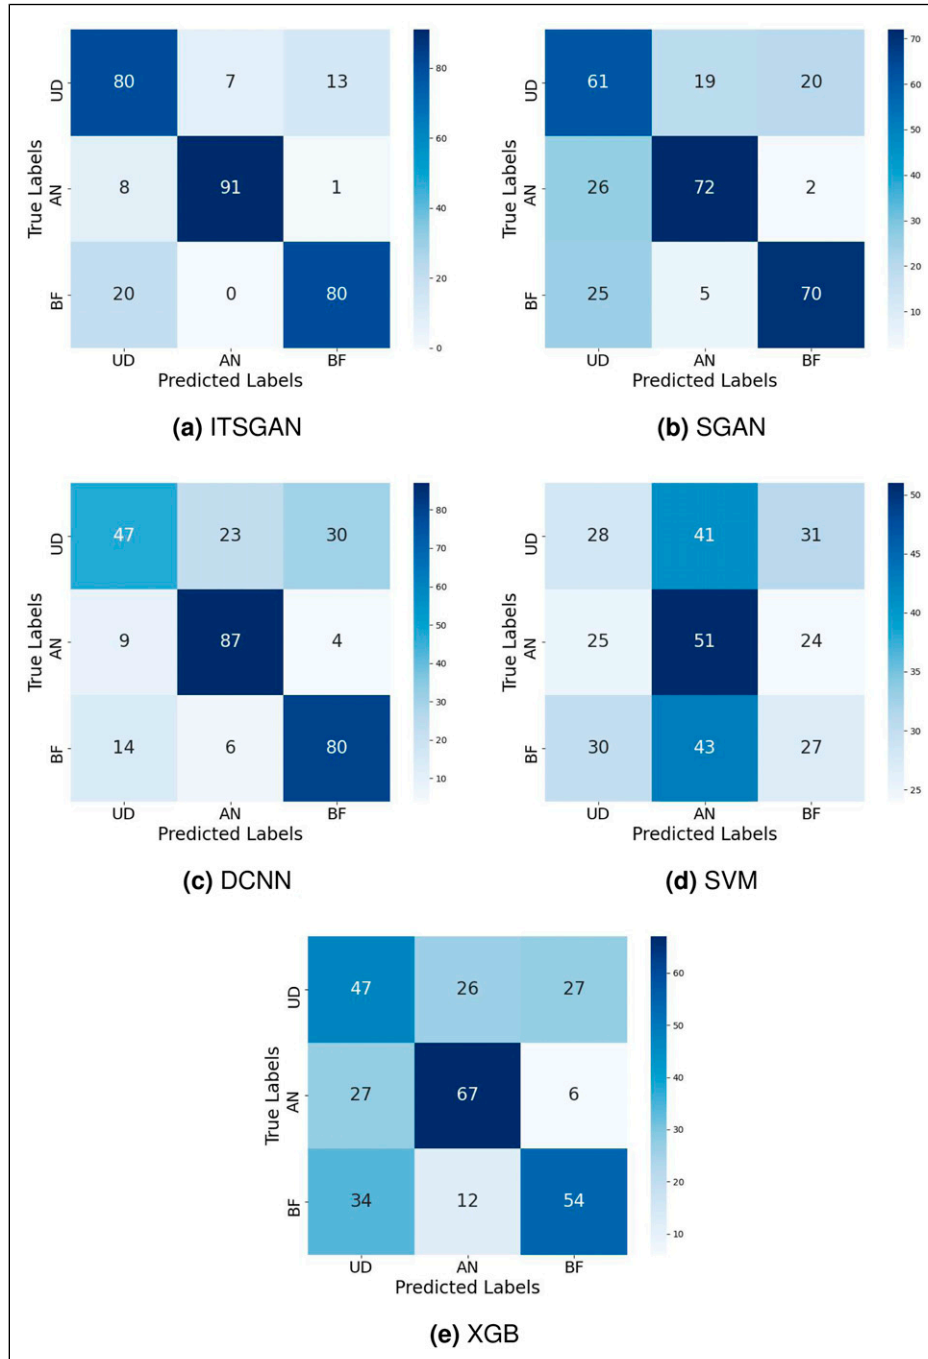 UD 80 7 13
AN 8 91 1
BF 20 0 80
UD AN BF
True Labels
Predicted Labels
80
60
40
20
0
(a) ITSGAN
UD 61 19 20
AN 26 72 2
BF 25 5 70
UD AN BF
True Labels
Predicted Labels
70
60
50
40
30
20
10
(b) SGAN
UD 47 23 30
AN 9 87 4
BF 14 6 80
UD AN BF
True Labels
Predicted Labels
80
70
60
50
40
30
20
10
(c) DCNN
UD 28 41 31
AN 25 51 24
BF 30 43 27
UD AN BF
True Labels
Predicted Labels
50
45
40
35
30
25
(d) SVM
UD 47 26 27
AN 27 67 6
BF 34 12 54
UD AN BF
True Labels
Predicted Labels
60
50
40
30
20
10
(e) XGB